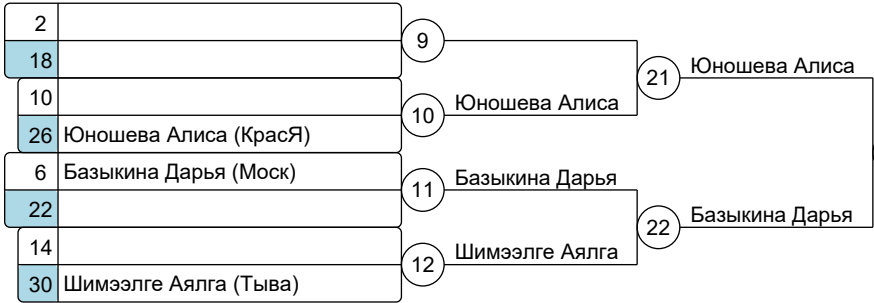 2
18
9
10
26 Юношева Алиса (КрасЯ)
10
Юношева Алиса
21
Юношева Алиса
6 Базыкина Дарья (Моск)
22
11
Базыкина Дарья
14
30 Шимээлге Аялга (Тыва)
12
Шимээлге Аялга
22
Базыкина Дарья